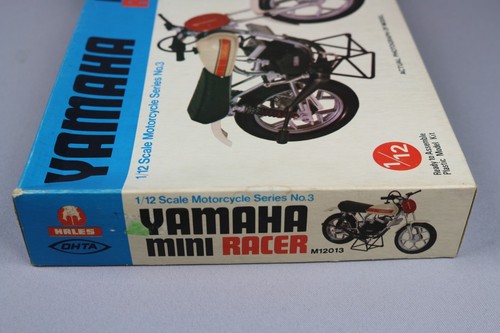 YAMAHA
1/12 Scale Motorcycle Series No.3
ACTUAL PHOTOGRAPH OF MODEL
1/12
Ready to Assemble
Plastic Model Kit
1/12 Scale Motorcycle Series No.3
HALES
OHTA
YAMAHA
mini RACER
M12013